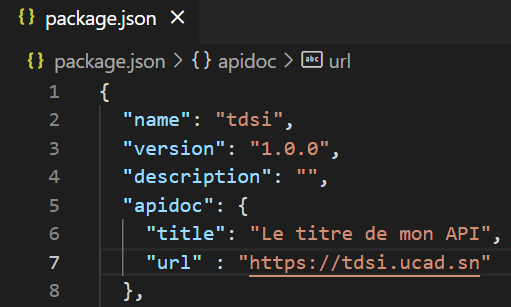 {} package.json ×
{} package.json > {} apidoc > abc url
1 {
2 "name": "tdsi",
3 "version": "1.0.0",
4 "description": "",
5 "apidoc": {
6 "title": "Le titre de mon API",
7 "url" : "https://tdsi.ucad.sn"
8 },